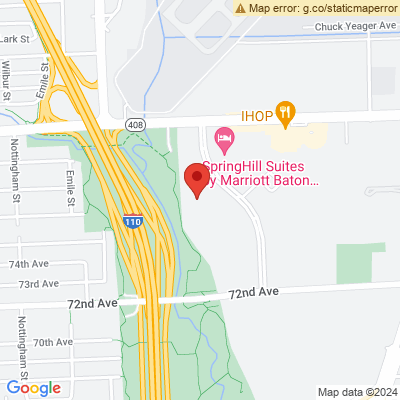 Map error: g.co/staticmaperror
Chuck Yeager Ave
Lark St
Wilbur St
Emile St
408
IHOP
SpringHill Suites
by Marriott Baton...
Nottingham St
Emile St
110
74th Ave
73rd Ave
72nd Ave
72nd Ave
70th Ave
Nottingham St
Google
Map data ©2024